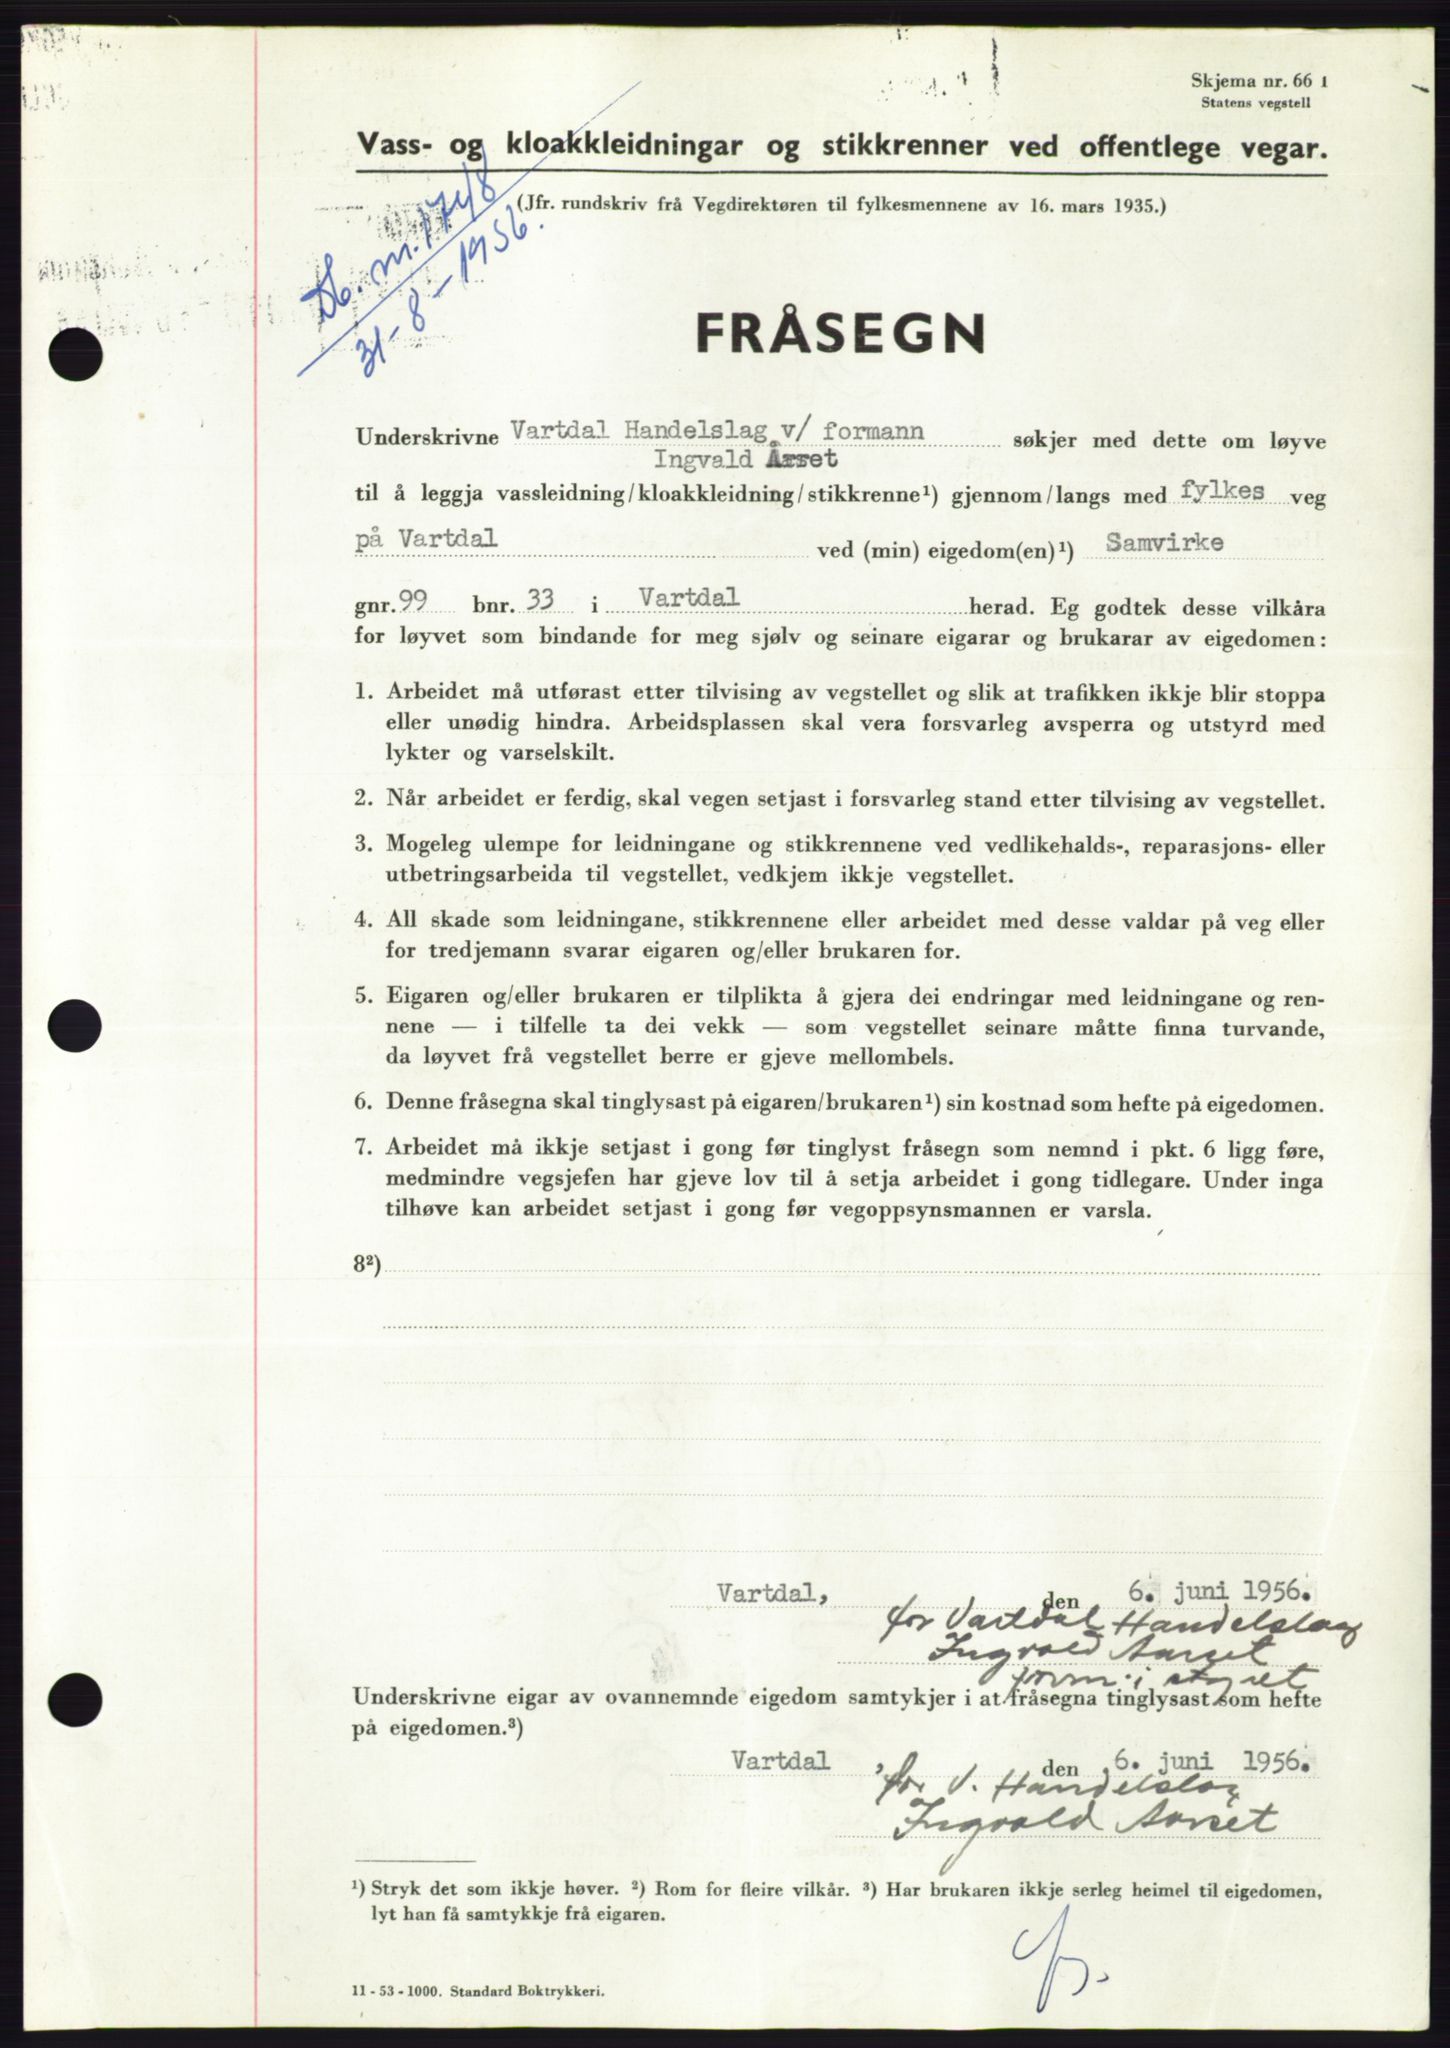 Skjema nr. 66 1
Statens vegstell
Vass- og kloakkleidningar og stikkrenner ved offentlege vegar.
(Jfr. rundskriv frå Vegdirektøren til fylkesmennene av 16. mars 1935.)
Db. nr. 1748
31-8-1956.
FRÅSEGN
Underskrivne Vartdal Handelslag v/ formann søkjer med dette om løyve
Ingvald Årset
til å leggja vassleidning/kloakkleidning/stikkrenne¹) gjennom/langs med fylkes veg
på Vartdal ved (min) eigedom(en)¹) Samvirke
gnr. 99 bnr. 33 i Vartdal herad. Eg godtek desse vilkåra
for løyvet som bindande for meg sjølv og seinare eigarar og brukarar av eigedomen:
1. Arbeidet må utførast etter tilvising av vegstellet og slik at trafikken ikkje blir stoppa
eller unødig hindra. Arbeidsplassen skal vera forsvarleg avsperra og utstyrd med
lykter og varselskilt.
2. Når arbeidet er ferdig, skal vegen setjast i forsvarleg stand etter tilvising av vegstellet.
3. Mogeleg ulempe for leidningane og stikkrennene ved vedlikehalds-, reparasjons- eller
utbetringsarbeida til vegstellet, vedkjem ikkje vegstellet.
4. All skade som leidningane, stikkrennene eller arbeidet med desse valdar på veg eller
for tredjemann svarar eigaren og/eller brukaren for.
5. Eigaren og/eller brukaren er tilplikta å gjera dei endringar med leidningane og ren-
nene — i tilfelle ta dei vekk — som vegstellet seinare måtte finna turvande,
da løyvet frå vegstellet berre er gjeve mellombels.
6. Denne fråsegna skal tinglysast på eigaren/brukaren¹) sin kostnad som hefte på eigedomen.
7. Arbeidet må ikkje setjast i gong før tinglyst fråsegn som nemnd i pkt. 6 ligg føre,
medmindre vegsjefen har gjeve lov til å setja arbeidet i gong tidlegare. Under inga
tilhøve kan arbeidet setjast i gong før vegoppsynsmannen er varsla.
8²)
Vartdal, den 6. juni 1956.
for Vartdal Handelslag
Ingvald Aarset
form. i styret
Underskrivne eigar av ovannemnde eigedom samtykjer i at fråsegna tinglysast som hefte
på eigedomen.³)
Vartdal, den 6. juni 1956.
for V. Handelslag
Ingvald Aarset
¹) Stryk det som ikkje høver. ²) Rom for fleire vilkår. ³) Har brukaren ikkje serleg heimel til eigedomen,
lyt han få samtykkje frå eigaren.
11 - 53 - 1000. Standard Boktrykkeri.